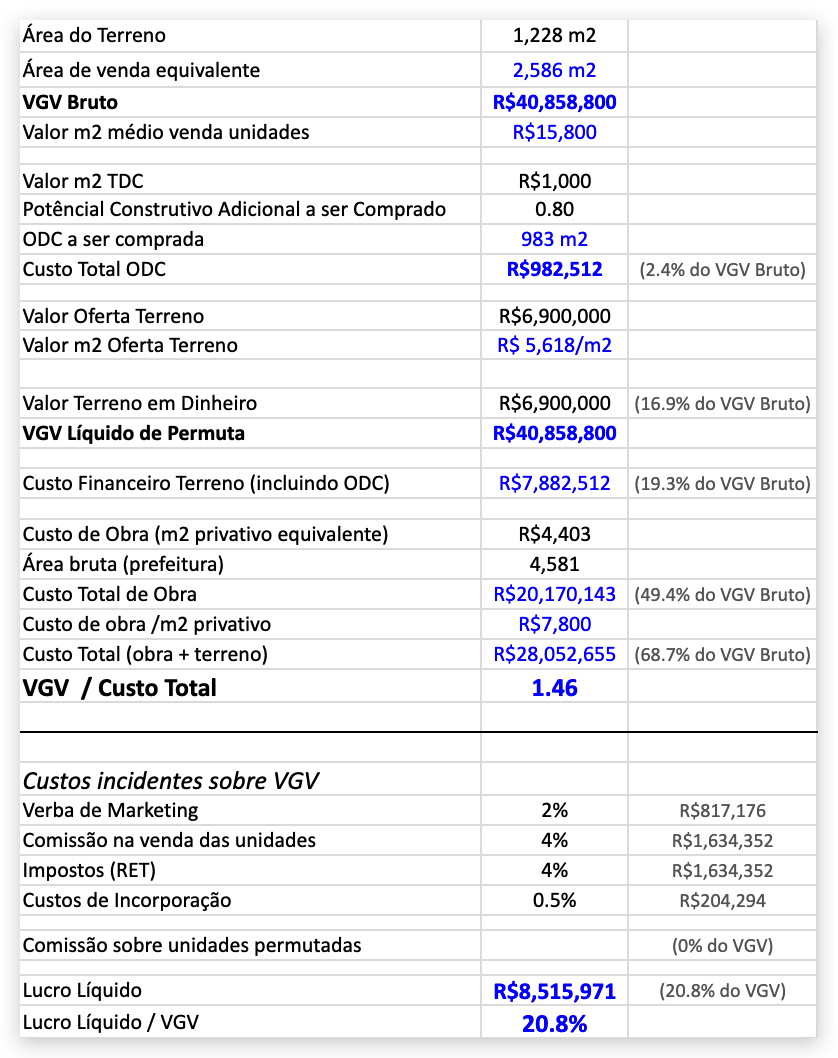 Área do Terreno 1,228 m2
Área de venda equivalente 2,586 m2
VGV Bruto R$40,858,800
Valor m2 médio venda unidades R$15,800
Valor m2 TDC R$1,000
Potêncial Construtivo Adicional a ser Comprado 0.80
ODC a ser comprada 983 m2
Custo Total ODC R$982,512 (2.4% do VGV Bruto)
Valor Oferta Terreno R$6,900,000
Valor m2 Oferta Terreno R$ 5,618/m2
Valor Terreno em Dinheiro R$6,900,000 (16.9% do VGV Bruto)
VGV Líquido de Permuta R$40,858,800
Custo Financeiro Terreno (incluindo ODC) R$7,882,512 (19.3% do VGV Bruto)
Custo de Obra (m2 privativo equivalente) R$4,403
Área bruta (prefeitura) 4,581
Custo Total de Obra R$20,170,143 (49.4% do VGV Bruto)
Custo de obra /m2 privativo R$7,800
Custo Total (obra + terreno) R$28,052,655 (68.7% do VGV Bruto)
VGV / Custo Total 1.46
Custos incidentes sobre VGV
Verba de Marketing 2% R$817,176
Comissão na venda das unidades 4% R$1,634,352
Impostos (RET) 4% R$1,634,352
Custos de Incorporação 0.5% R$204,294
Comissão sobre unidades permutadas (0% do VGV)
Lucro Líquido R$8,515,971 (20.8% do VGV)
Lucro Líquido / VGV 20.8%